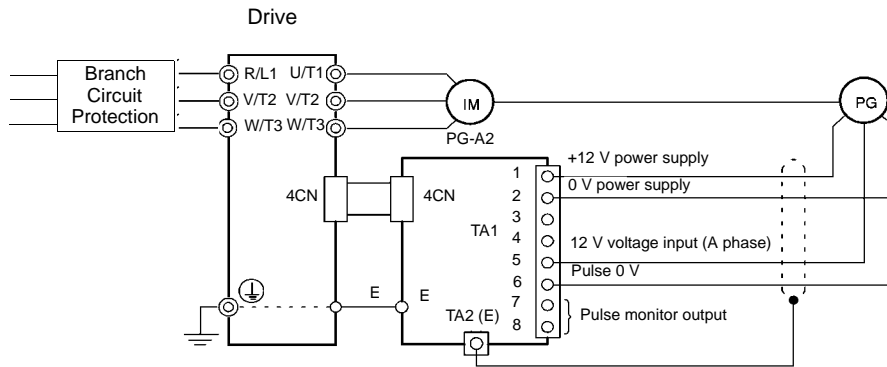 Drive
Branch
Circuit
Protection
R/L1 U/T1
V/T2 V/T2
W/T3 W/T3
IM
PG
PG-A2
4CN
4CN
TA1
1
2
3
4
5
6
7
8
+12 V power supply
0 V power supply
12 V voltage input (A phase)
Pulse 0 V
Pulse monitor output
E
E
TA2 (E)